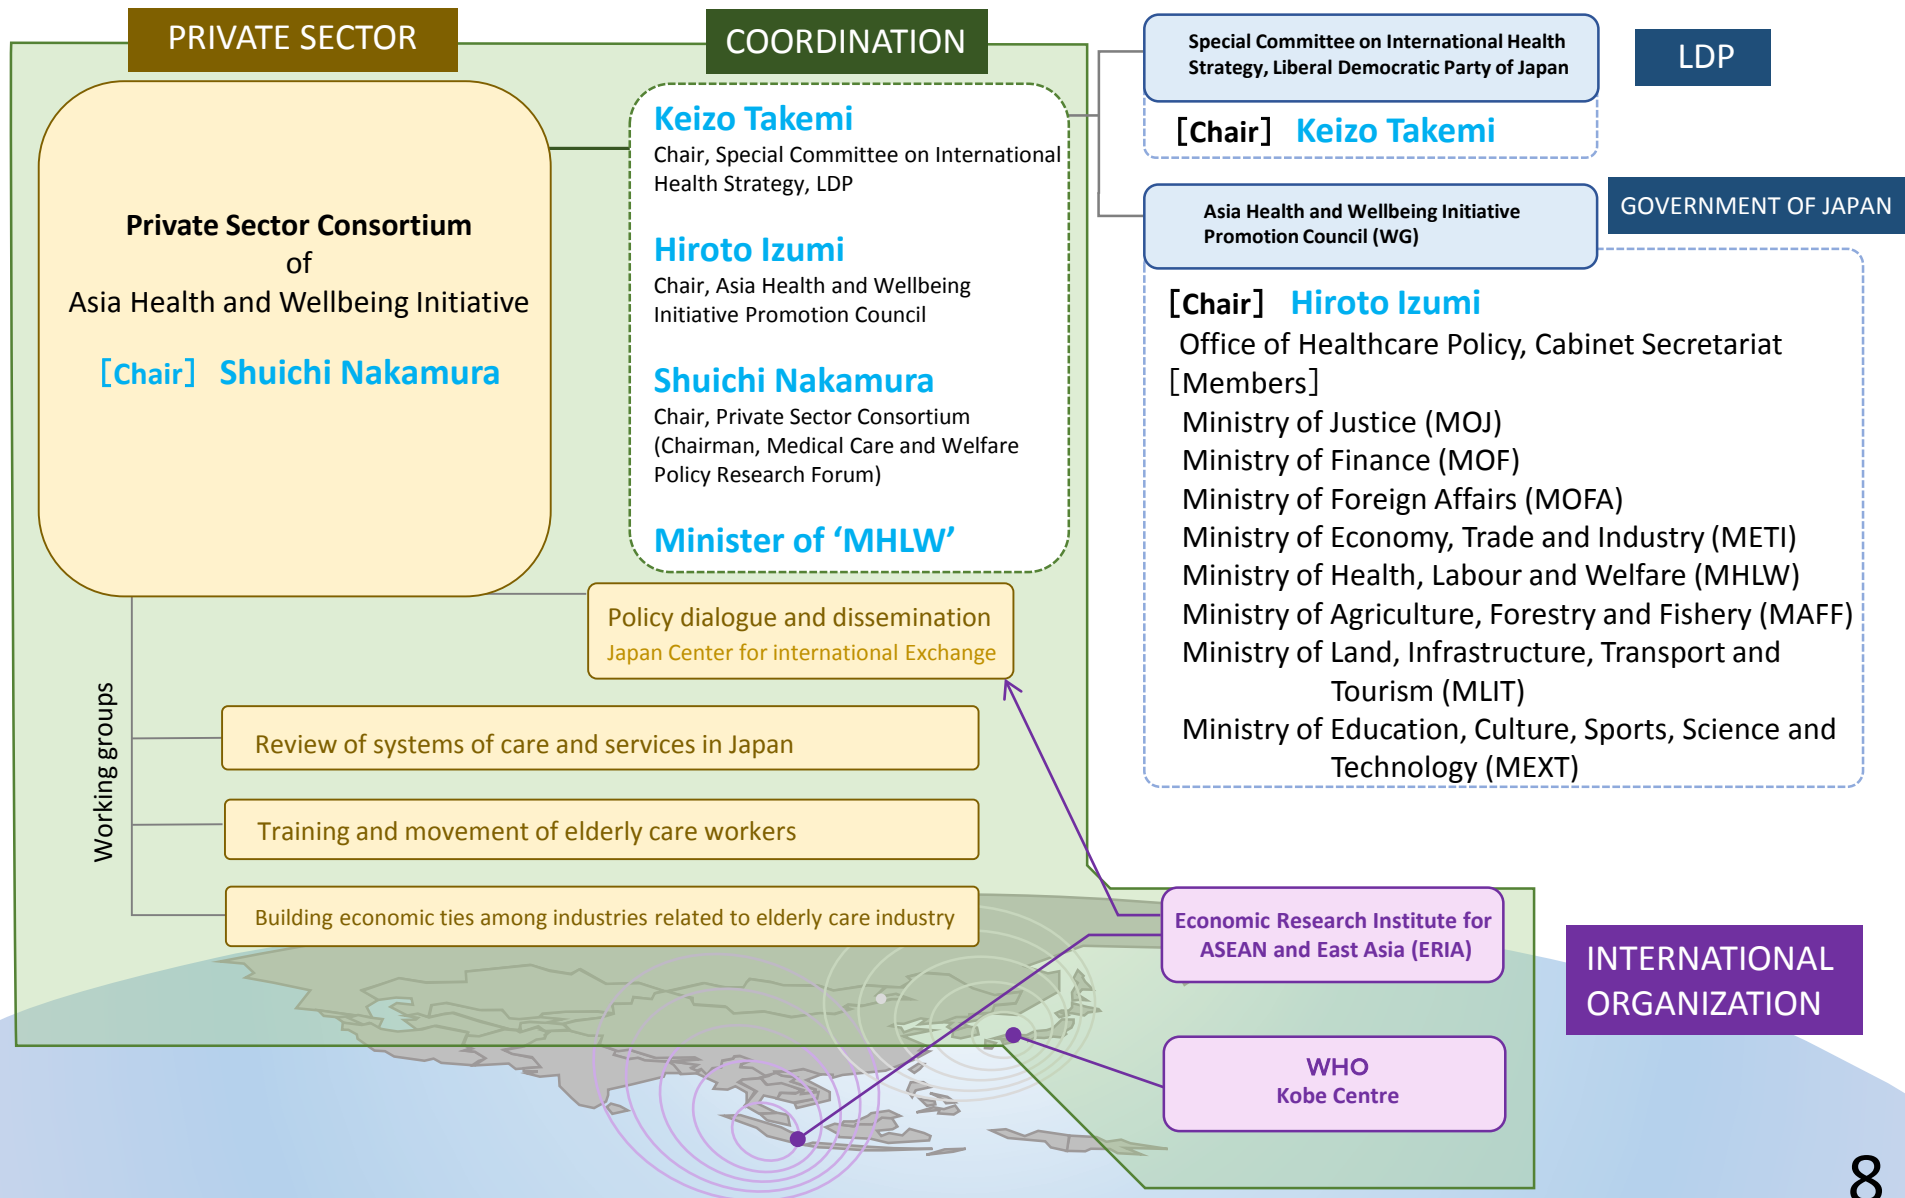 PRIVATE SECTOR
Private Sector Consortium
of
Asia Health and Wellbeing Initiative
［Chair］ Shuichi Nakamura
COORDINATION
Keizo Takemi
Chair, Special Committee on International
Health Strategy, LDP
Hiroto Izumi
Chair, Asia Health and Wellbeing
Initiative Promotion Council
Shuichi Nakamura
Chair, Private Sector Consortium
(Chairman, Medical Care and Welfare
Policy Research Forum)
Minister of ‘MHLW’
Special Committee on International Health
Strategy, Liberal Democratic Party of Japan
LDP
［Chair］ Keizo Takemi
Asia Health and Wellbeing Initiative
Promotion Council (WG)
GOVERNMENT OF JAPAN
［Chair］ Hiroto Izumi
Office of Healthcare Policy, Cabinet Secretariat
［Members］
Ministry of Justice (MOJ)
Ministry of Finance (MOF)
Ministry of Foreign Affairs (MOFA)
Ministry of Economy, Trade and Industry (METI)
Ministry of Health, Labour and Welfare (MHLW)
Ministry of Agriculture, Forestry and Fishery (MAFF)
Ministry of Land, Infrastructure, Transport and
Tourism (MLIT)
Ministry of Education, Culture, Sports, Science and
Technology (MEXT)
Policy dialogue and dissemination
Japan Center for international Exchange
Working groups
Review of systems of care and services in Japan
Training and movement of elderly care workers
Building economic ties among industries related to elderly care industry
Economic Research Institute for
ASEAN and East Asia (ERIA)
INTERNATIONAL
ORGANIZATION
WHO
Kobe Centre
8